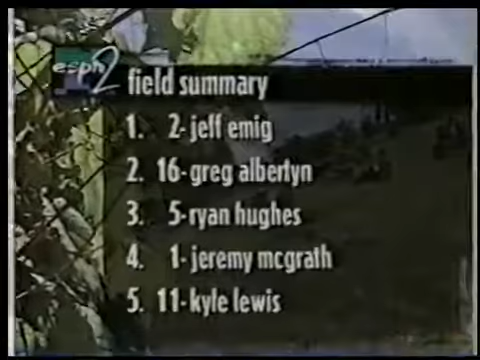 espn2
field summary
1. 2-jeff emig
2. 16-greg albertyn
3. 5-ryan hughes
4. 1-jeremy mcgrath
5. 11-kyle lewis